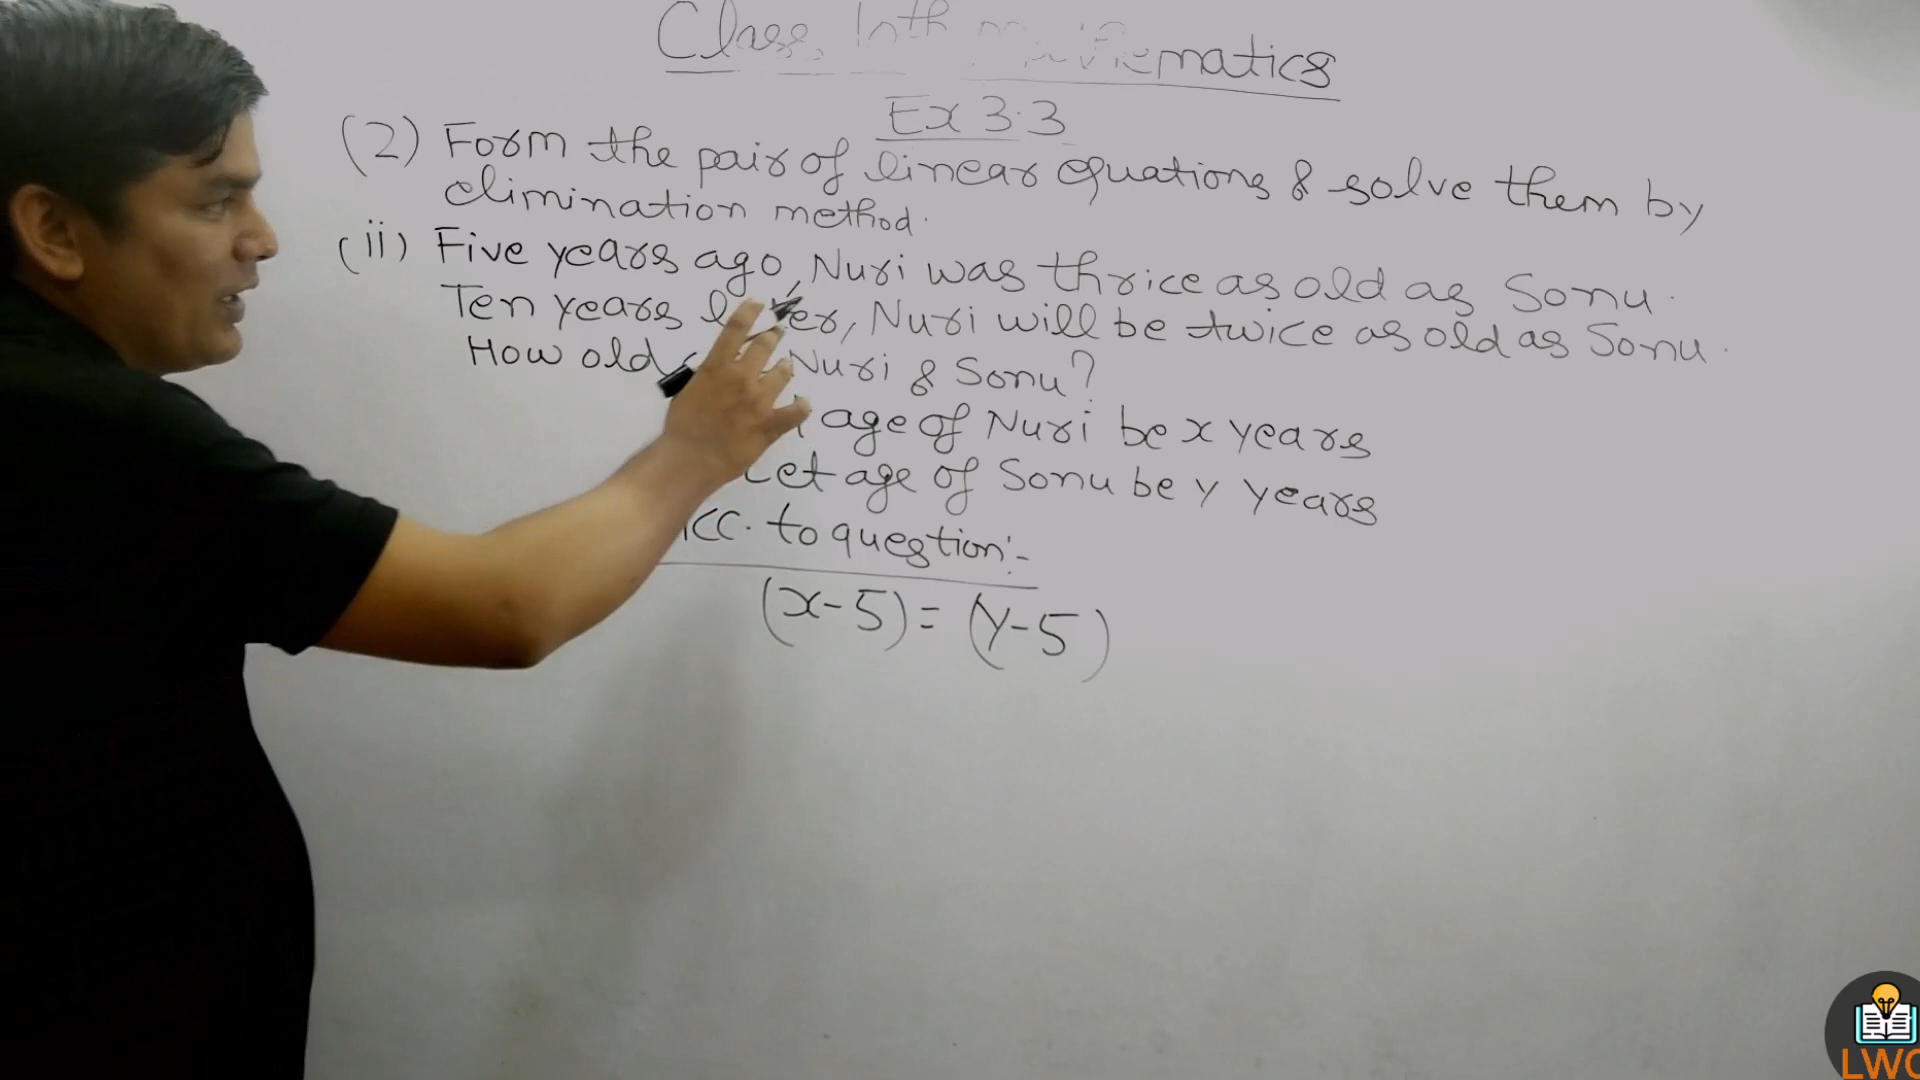 Class 10th mathematics
Ex 3.3
(2) Form the pair of linear equations & solve them by
elimination method.
(ii) Five years ago, Nuri was thrice as old as Sonu.
Ten years later, Nuri will be twice as old as Sonu.
How old Nuri & Sonu?
age of Nuri be x years
Let age of Sonu be y years
Acc. to question:-
(x-5) = (y-5)
LWC